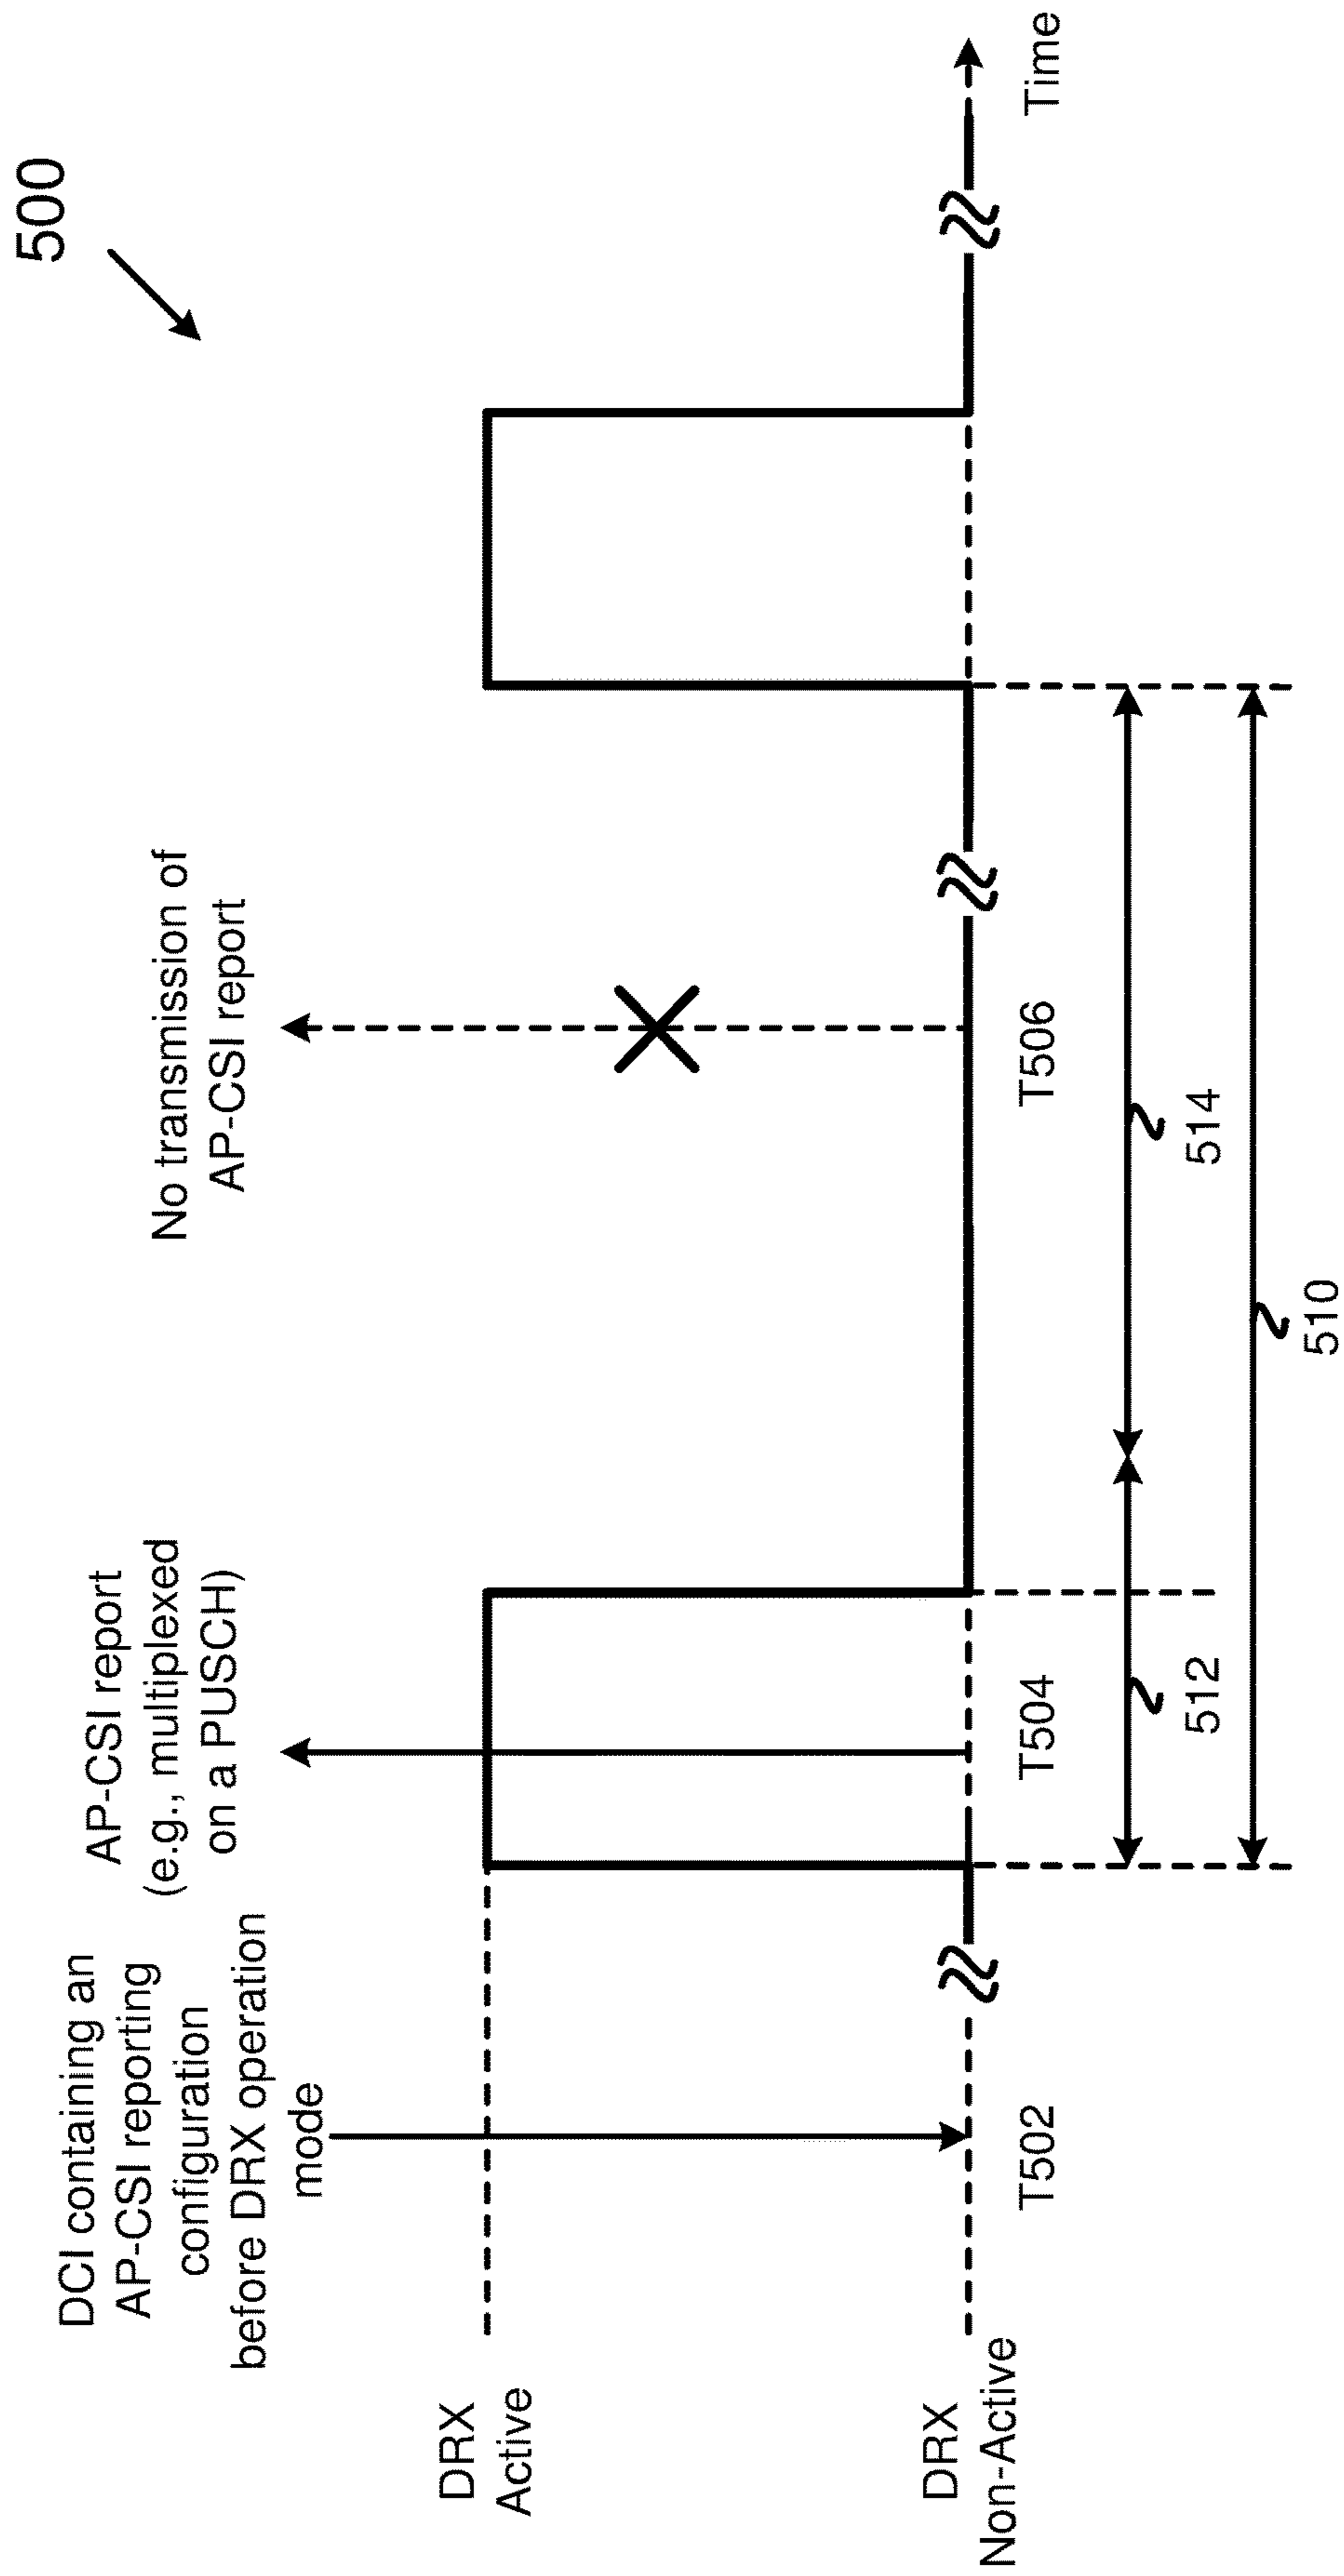 500
DCI containing an
AP-CSI reporting
configuration
before DRX operation
mode
AP-CSI report
(e.g., multiplexed
on a PUSCH)
No transmission of
AP-CSI report
DRX
Active
DRX
Non-Active
T502
T504
T506
Time
512
514
510